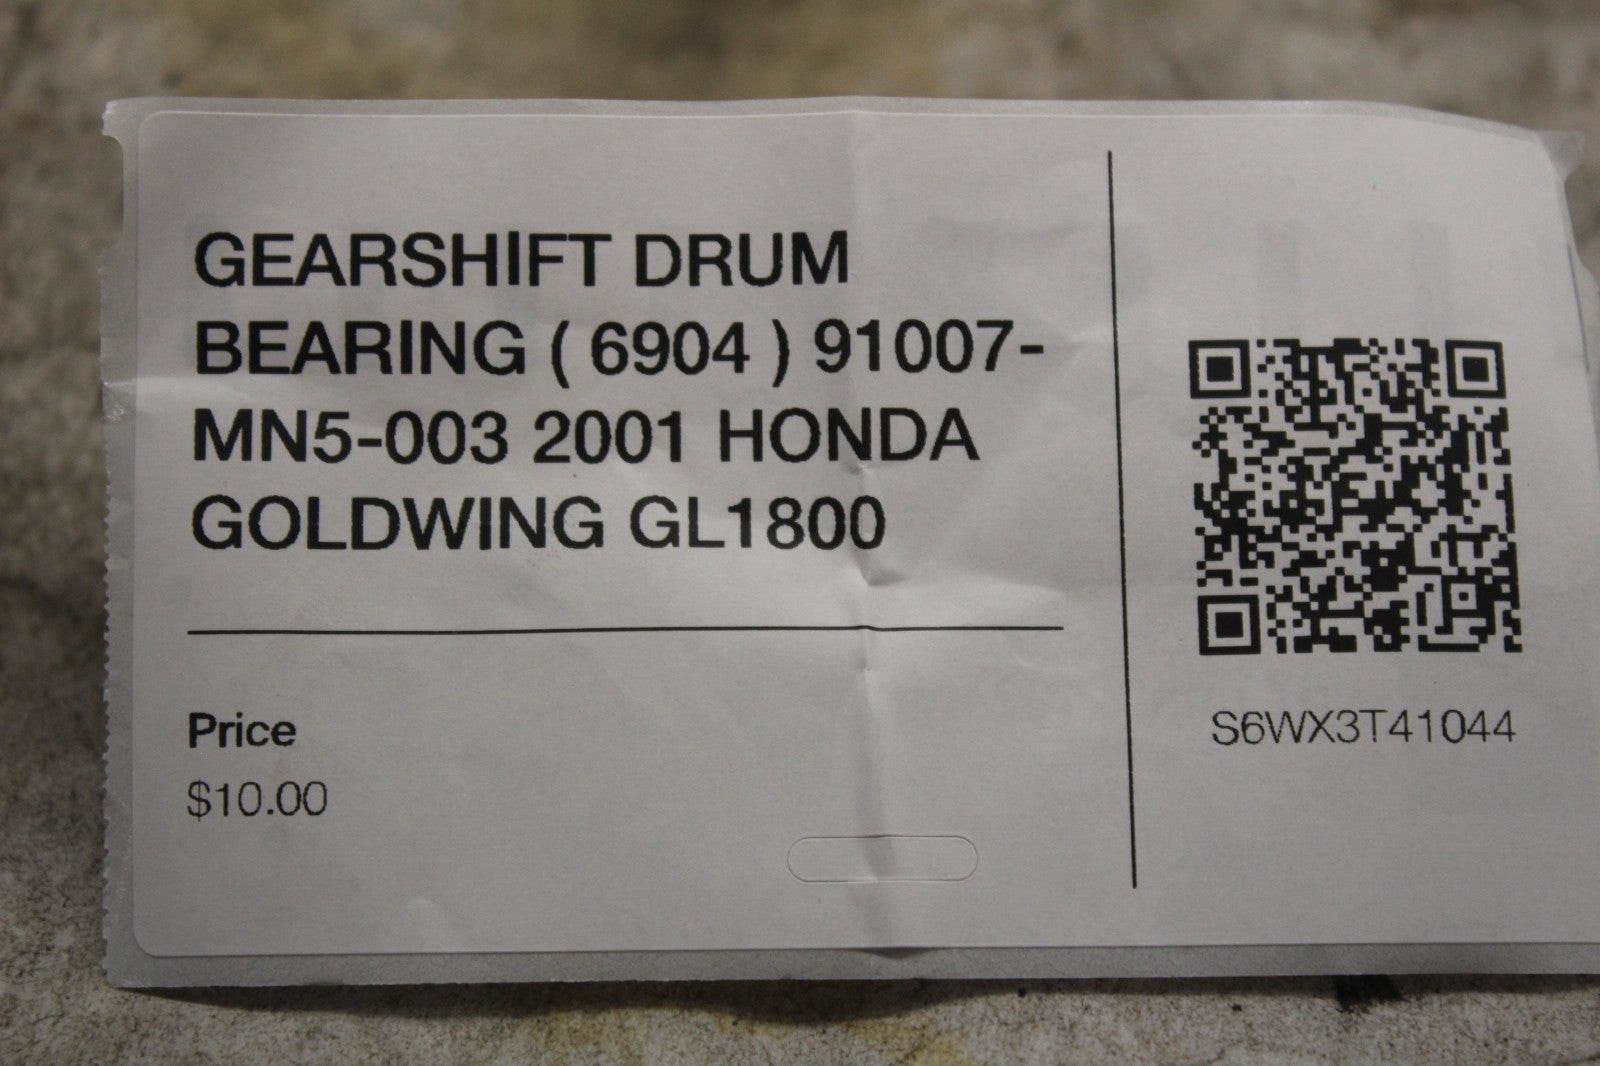 GEARSHIFT DRUM
BEARING ( 6904 ) 91007-
MN5-003 2001 HONDA
GOLDWING GL1800
Price
$10.00
S6WX3T41044